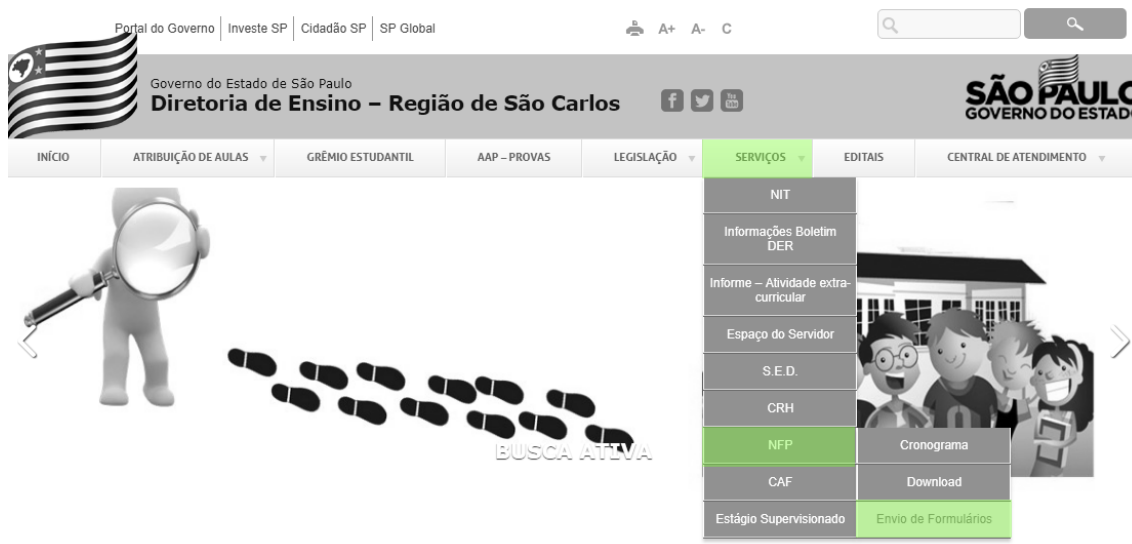 Portal do Governo Investe SP Cidadão SP SP Global
A+ A- C
Governo do Estado de São Paulo
Diretoria de Ensino – Região de São Carlos
f
You Tube
SÃO PAULO
GOVERNO DO ESTADO
INÍCIO ATRIBUIÇÃO DE AULAS GRÊMIO ESTUDANTIL AAP – PROVAS LEGISLAÇÃO SERVIÇOS EDITAIS CENTRAL DE ATENDIMENTO
NIT
Informações Boletim
DER
Informe – Atividade extra-
curricular
Espaço do Servidor
S.E.D.
CRH
NFP Cronograma
BUSCA ATIVA
CAF Download
Estágio Supervisionado Envio de Formulários